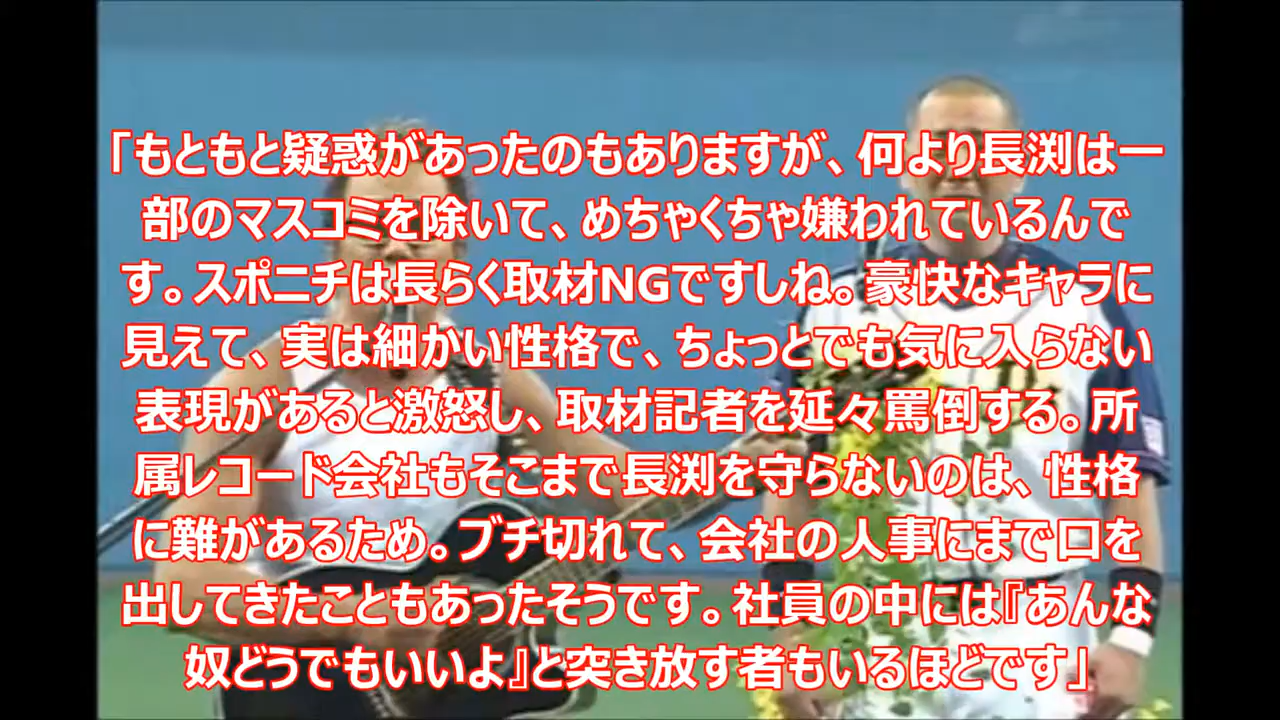 「もともと疑惑があったのもありますが、何より長渕は一
部のマスコミを除いて、めちゃくちゃ嫌われているんで
す。スポニチは長らく取材NGですしね。豪快なキャラに
見えて、実は細かい性格で、ちょっとでも気に入らない
表現があると激怒し、取材記者を延々罵倒する。所
属レコード会社もそこまで長渕を守らないのは、性格
に難があるため。ブチ切れて、会社の人事にまで口を
出してきたこともあったそうです。社員の中には『あんな
奴どうでもいいよ』と突き放す者もいるほどです」